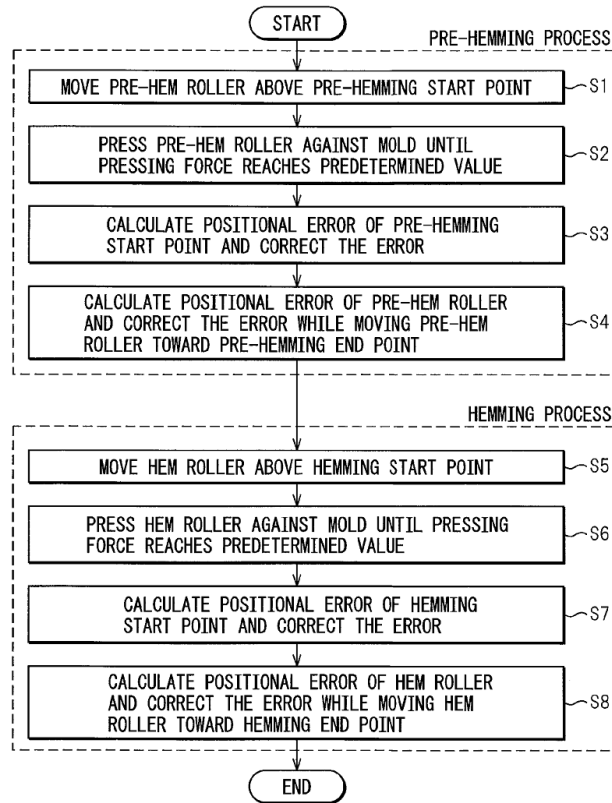 START
PRE-HEMMING PROCESS
MOVE PRE-HEM ROLLER ABOVE PRE-HEMMING START POINT
S1
PRESS PRE-HEM ROLLER AGAINST MOLD UNTIL
PRESSING FORCE REACHES PREDETERMINED VALUE
S2
CALCULATE POSITIONAL ERROR OF PRE-HEMMING
START POINT AND CORRECT THE ERROR
S3
CALCULATE POSITIONAL ERROR OF PRE-HEM ROLLER
AND CORRECT THE ERROR WHILE MOVING PRE-HEM
ROLLER TOWARD PRE-HEMMING END POINT
S4
HEMMING PROCESS
MOVE HEM ROLLER ABOVE HEMMING START POINT
S5
PRESS HEM ROLLER AGAINST MOLD UNTIL PRESSING
FORCE REACHES PREDETERMINED VALUE
S6
CALCULATE POSITIONAL ERROR OF HEMMING
START POINT AND CORRECT THE ERROR
S7
CALCULATE POSITIONAL ERROR OF HEM ROLLER
AND CORRECT THE ERROR WHILE MOVING HEM
ROLLER TOWARD HEMMING END POINT
S8
END